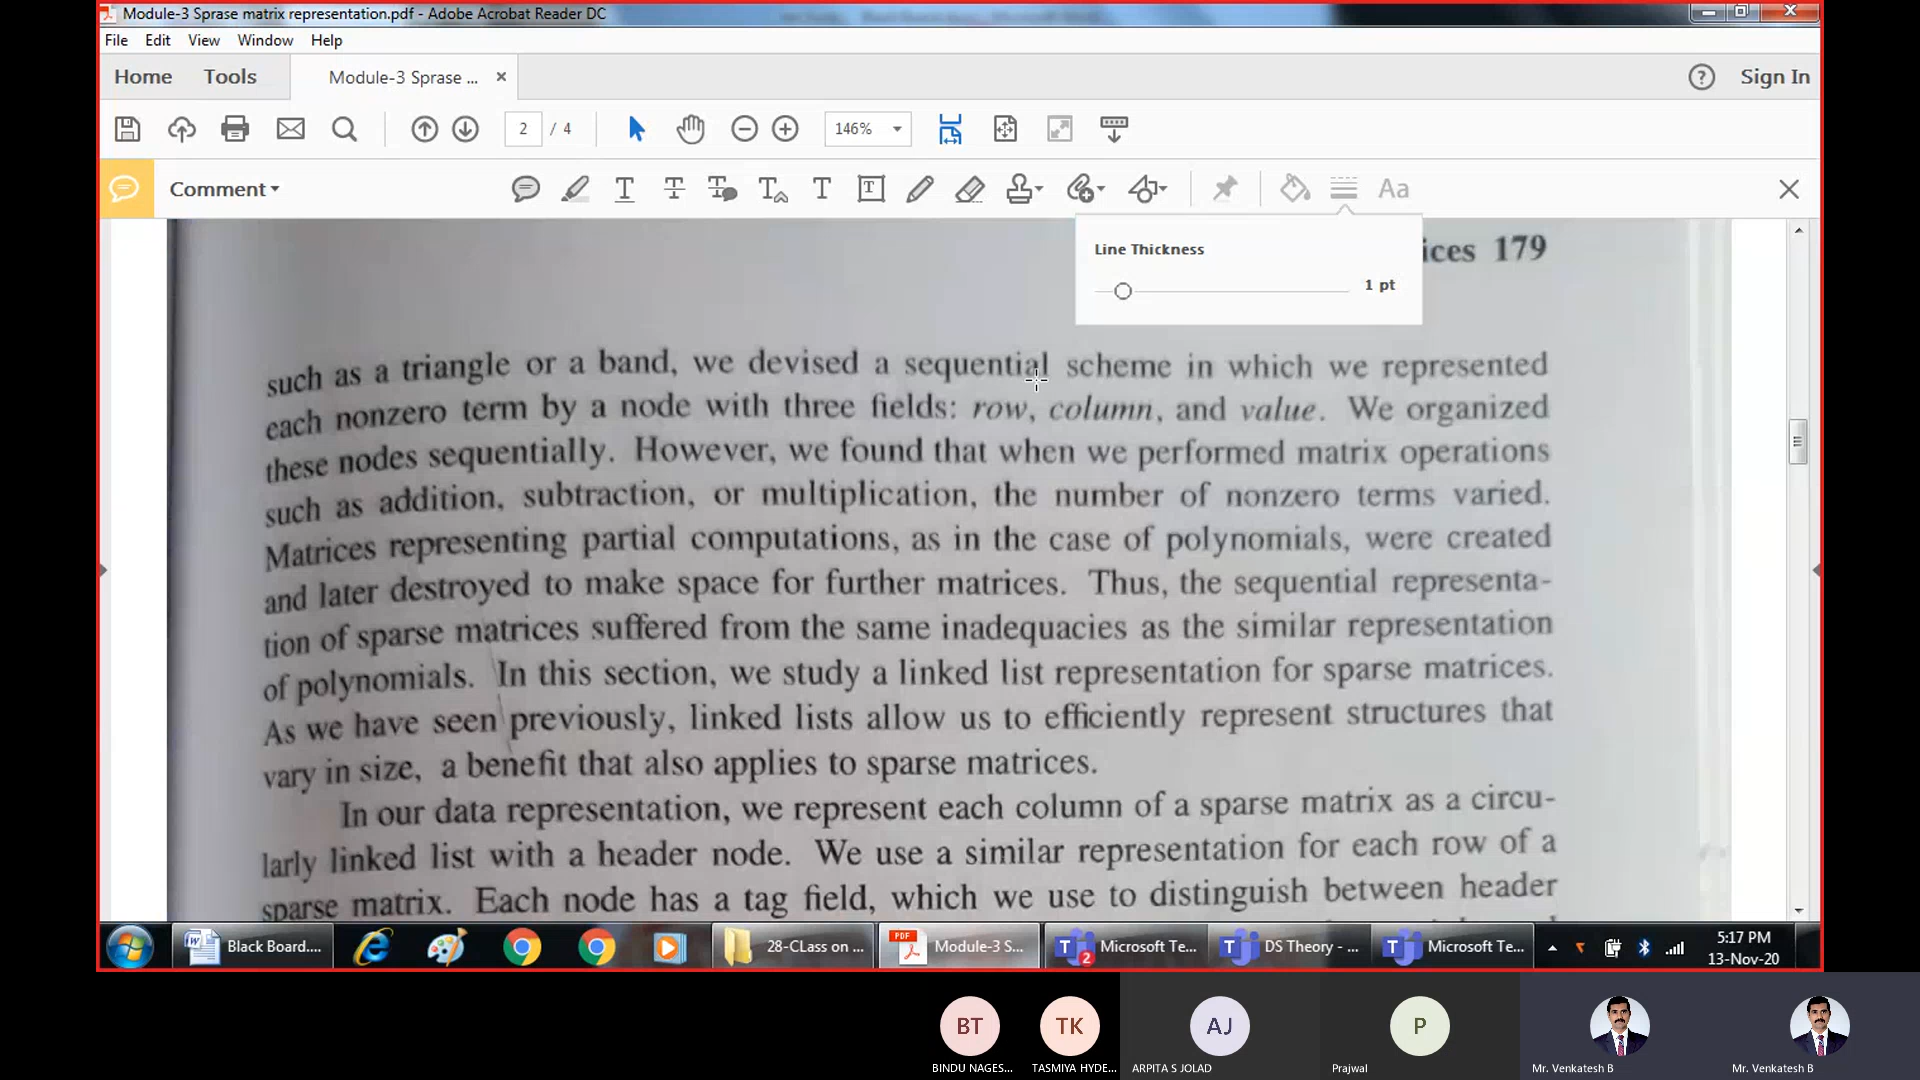 Module-3 Sprase matrix representation.pdf - Adobe Acrobat Reader DC
File Edit View Window Help
Home Tools Module-3 Sprase ... × Sign In
2 / 4 146%
Comment Aa
Line Thickness
1 pt
ices 179
such as a triangle or a band, we devised a sequential scheme in which we represented
each nonzero term by a node with three fields: row, column, and value. We organized
these nodes sequentially. However, we found that when we performed matrix operations
such as addition, subtraction, or multiplication, the number of nonzero terms varied.
Matrices representing partial computations, as in the case of polynomials, were created
and later destroyed to make space for further matrices. Thus, the sequential representa-
tion of sparse matrices suffered from the same inadequacies as the similar representation
of polynomials. In this section, we study a linked list representation for sparse matrices.
As we have seen previously, linked lists allow us to efficiently represent structures that
vary in size, a benefit that also applies to sparse matrices.
In our data representation, we represent each column of a sparse matrix as a circu-
larly linked list with a header node. We use a similar representation for each row of a
sparse matrix. Each node has a tag field, which we use to distinguish between header
Black Board.... 28-CLass on ... Module-3 S... Microsoft Te... DS Theory - ... Microsoft Te... 5:17 PM
2 13-Nov-20
BT TK AJ P
BINDU NAGES... TASMIYA HYDE... ARPITA S JOLAD Prajwal Mr. Venkatesh B Mr. Venkatesh B